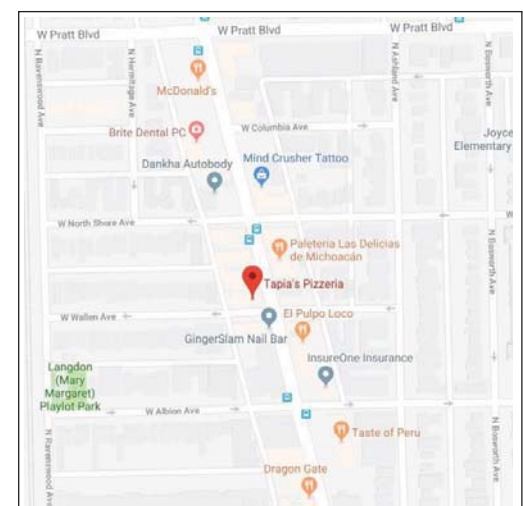 W Pratt Blvd
W Pratt Blvd
W Pratt Blvd
N Ravenswood Ave
N Hermitage Ave
N Ashland Ave
N Bosworth Ave
McDonald's
Brite Dental PC
W Columbia Ave
Joyce
Elementary
Dankha Autobody
Mind Crusher Tattoo
W North Shore Ave
W
Paleteria Las Delicias
de Michoacán
N Bosworth Ave
Tapia's Pizzeria
W Wallen Ave
El Pulpo Loco
GingerSlam Nail Bar
InsureOne Insurance
Langdon
(Mary
Margaret)
Playlot Park
W Albion Ave
N Ravenswood Ave
N Bosworth Ave
Taste of Peru
Dragon Gate